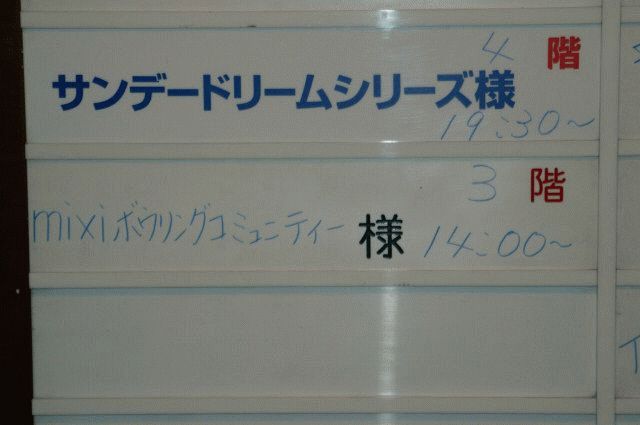 4 階
サンデードリームシリーズ様
19:30~
3 階
mixiボウリングコミュニティー 様 14:00~